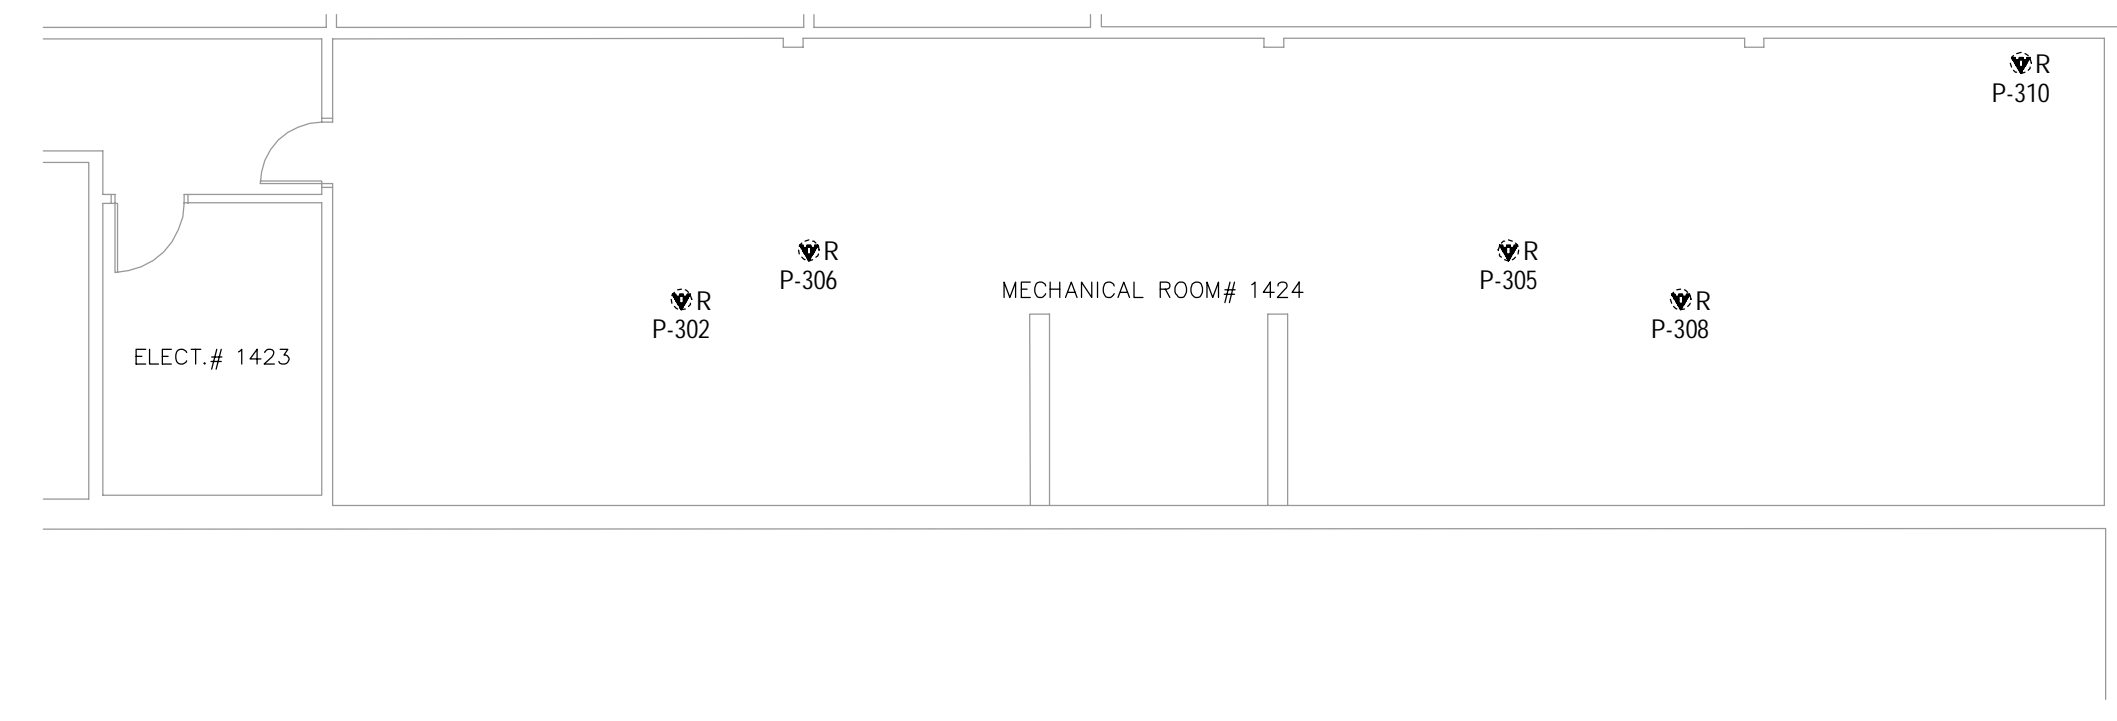 R
P-310
R
P-306
R
P-305
MECHANICAL ROOM# 1424
R
P-302
R
P-308
ELECT.# 1423